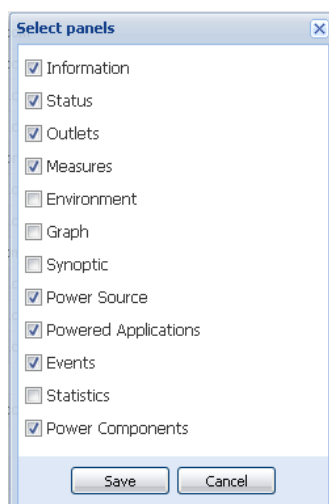 Select panels
Information
Status
Outlets
Measures
Environment
Graph
Synoptic
Power Source
Powered Applications
Events
Statistics
Power Components
Save Cancel